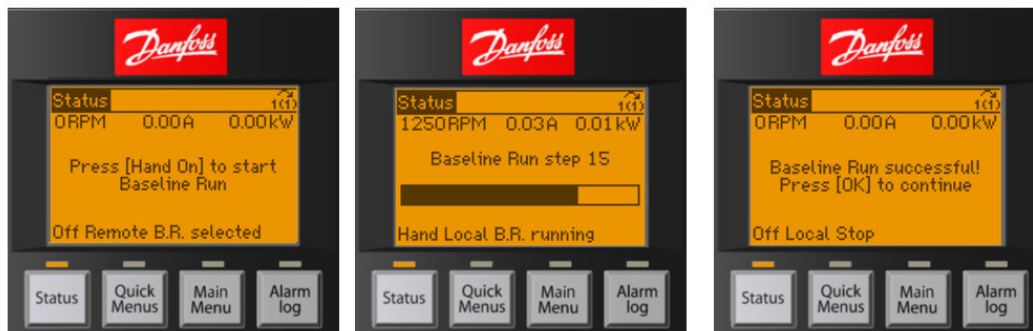 Danfoss
Status
1(1)
0RPM 0.00A 0.00kW
Press [Hand On] to start
Baseline Run
Off Remote B.R. selected
Status
Quick
Menus
Main
Menu
Alarm
log
Danfoss
Status
1(1)
1250RPM 0.03A 0.01kW
Baseline Run step 15
Hand Local B.R. running
Status
Quick
Menus
Main
Menu
Alarm
log
Danfoss
Status
1(1)
0RPM 0.00A 0.00kW
Baseline Run successful!
Press [OK] to continue
Off Local Stop
Status
Quick
Menus
Main
Menu
Alarm
log